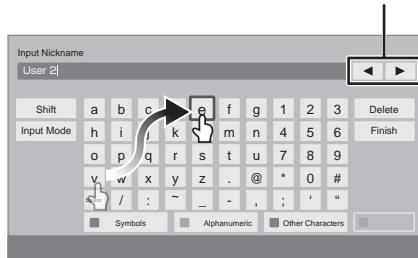 Input Nickname
User 2
◄ ►
Shift a b c e f g 1 2 3 Delete
Input Mode h i j k m n 4 5 6 Finish
o p q r s t u 7 8 9
v w x y z . @ * 0 #
/ : ~ _ - , ; ‘ “
Symbols Alphanumeric Other Characters